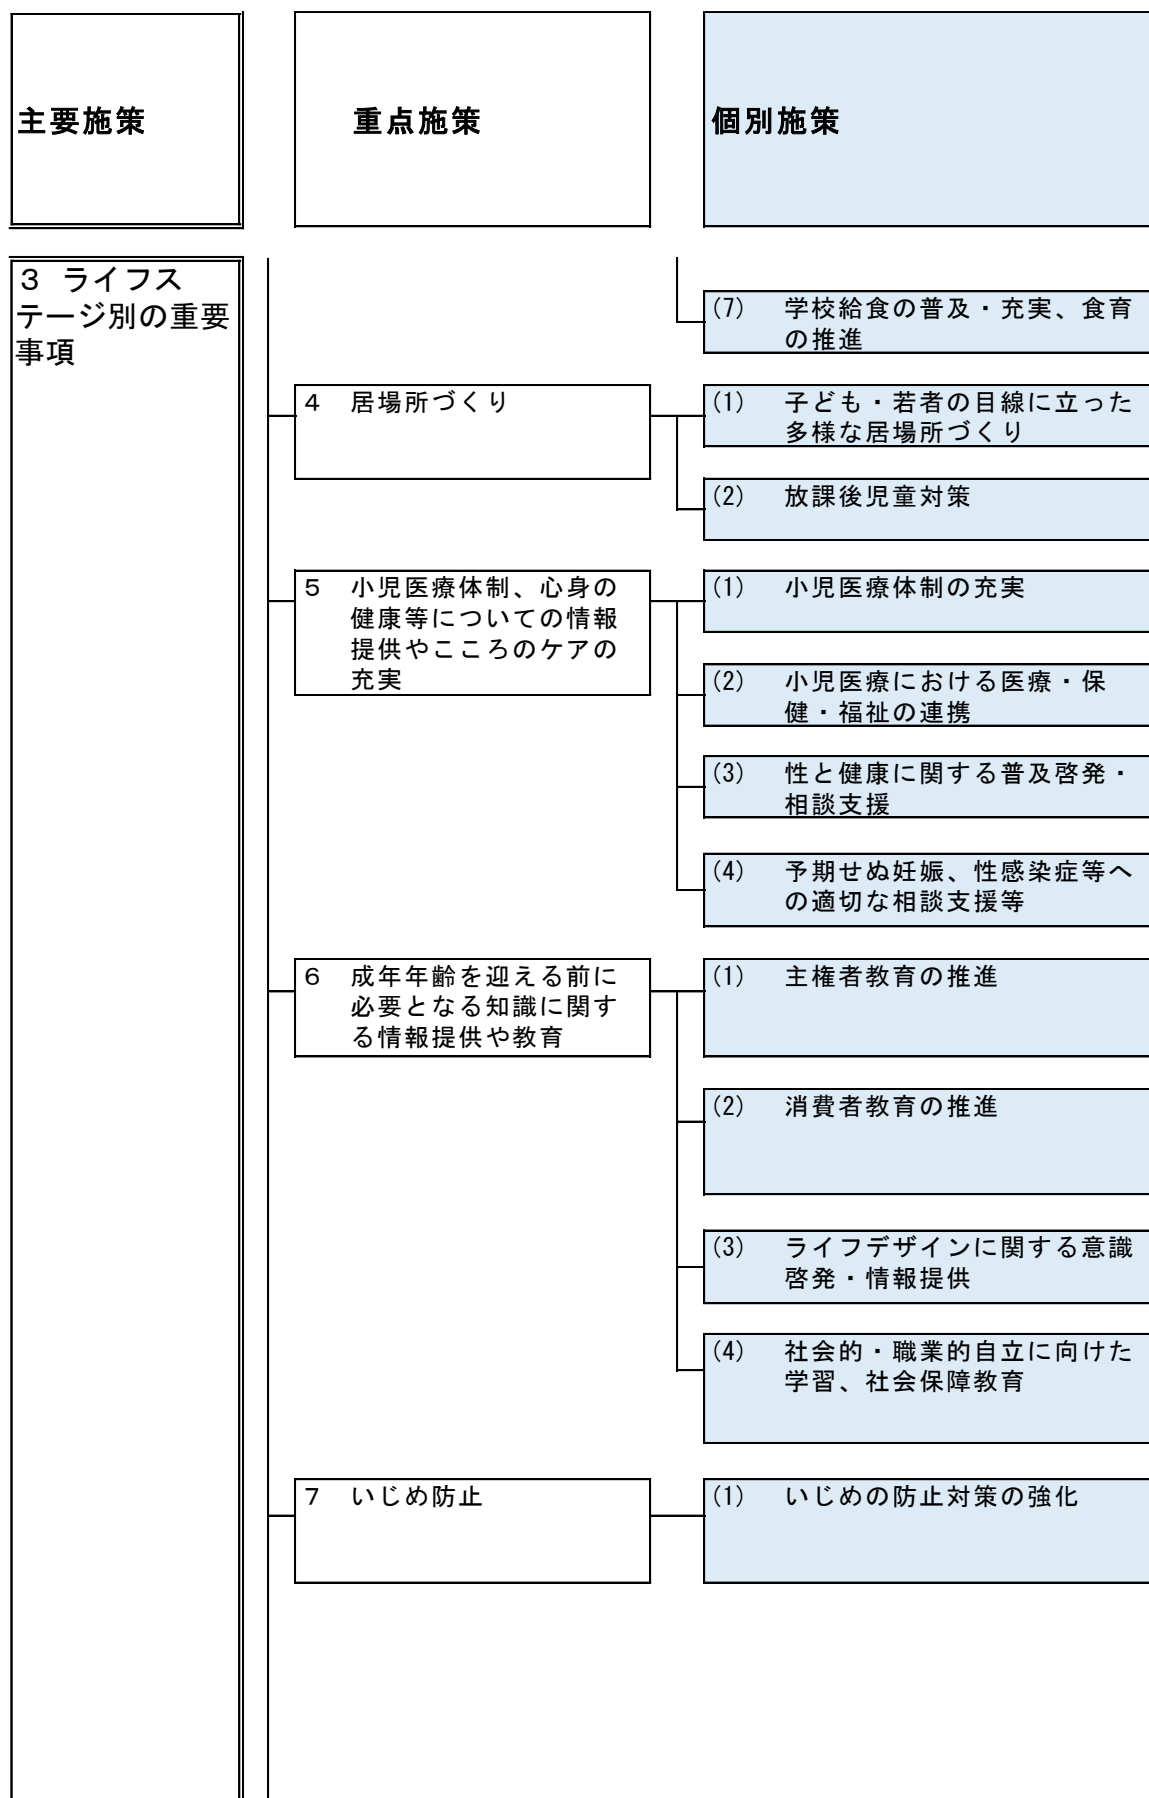 主要施策
重点施策
個別施策
３ ライフス
テージ別の重要
事項
(7) 学校給食の普及・充実、食育
の推進
４ 居場所づくり
(1) 子ども・若者の目線に立った
多様な居場所づくり
(2) 放課後児童対策
５ 小児医療体制、心身の
健康等についての情報
提供やこころのケアの
充実
(1) 小児医療体制の充実
(2) 小児医療における医療・保
健・福祉の連携
(3) 性と健康に関する普及啓発・
相談支援
(4) 予期せぬ妊娠、性感染症等へ
の適切な相談支援等
６ 成年年齢を迎える前に
必要となる知識に関す
る情報提供や教育
(1) 主権者教育の推進
(2) 消費者教育の推進
(3) ライフデザインに関する意識
啓発・情報提供
(4) 社会的・職業的自立に向けた
学習、社会保障教育
７ いじめ防止
(1) いじめの防止対策の強化